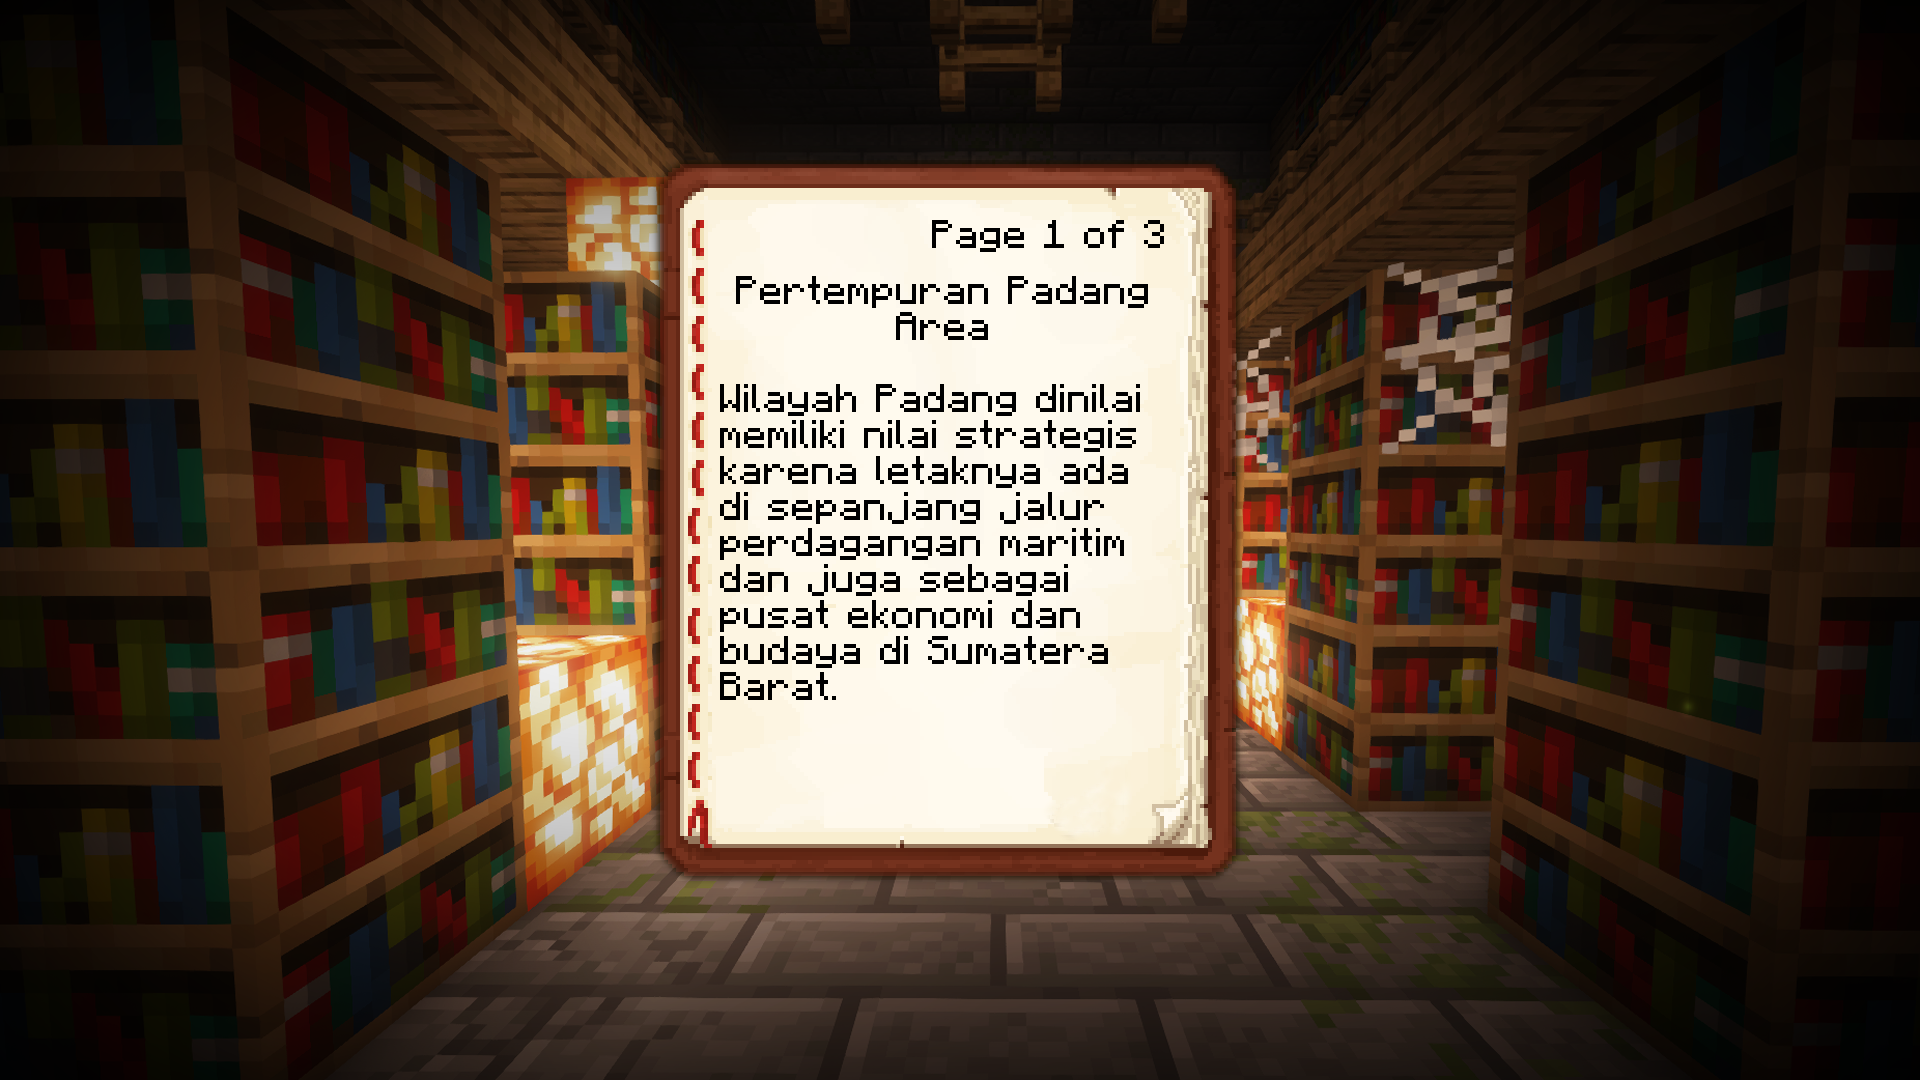 Page 1 of 3
Pertempuran Padang
Area
Wilayah Padang dinilai
memiliki nilai strategis
karena letaknya ada
di sepanjang jalur
perdagangan maritim
dan juga sebagai
pusat ekonomi dan
budaya di Sumatera
Barat.